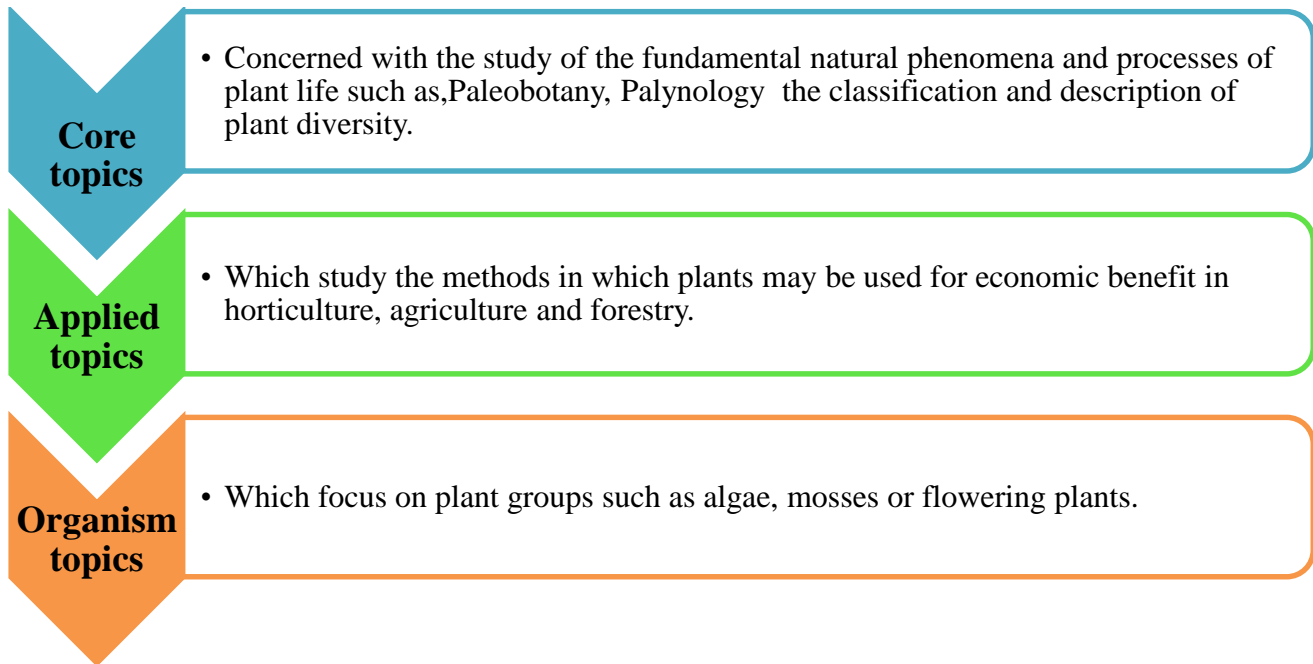 Core
topics
• Concerned with the study of the fundamental natural phenomena and processes of
plant life such as,Paleobotany, Palynology  the classification and description of
plant diversity.
Applied
topics
• Which study the methods in which plants may be used for economic benefit in
horticulture, agriculture and forestry.
Organism
topics
• Which focus on plant groups such as algae, mosses or flowering plants.